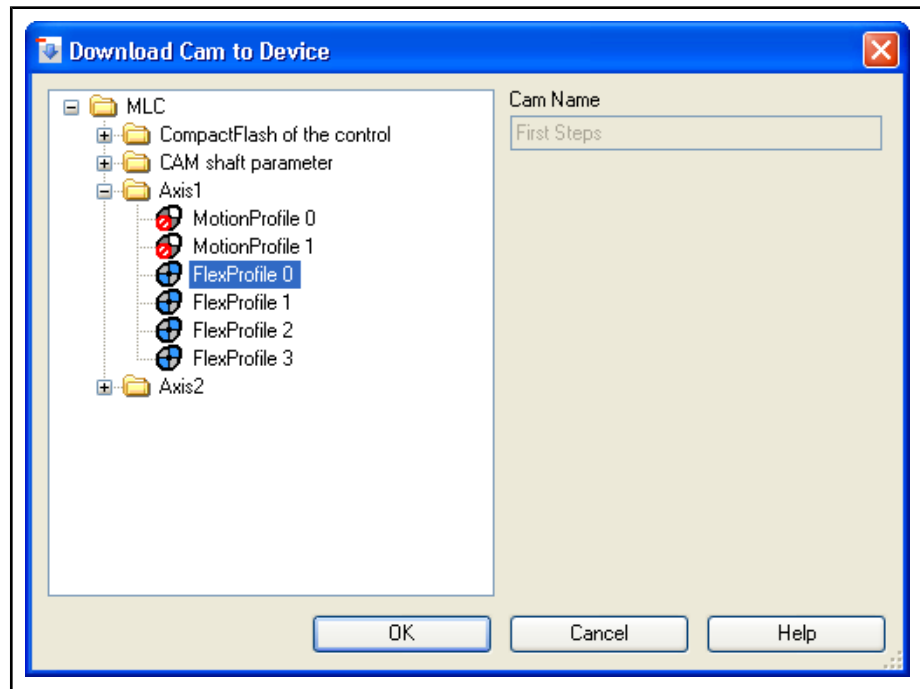 Download Cam to Device
MLC
CompactFlash of the control
CAM shaft parameter
Axis1
MotionProfile 0
MotionProfile 1
FlexProfile 0
FlexProfile 1
FlexProfile 2
FlexProfile 3
Axis2
Cam Name
First Steps
OK
Cancel
Help